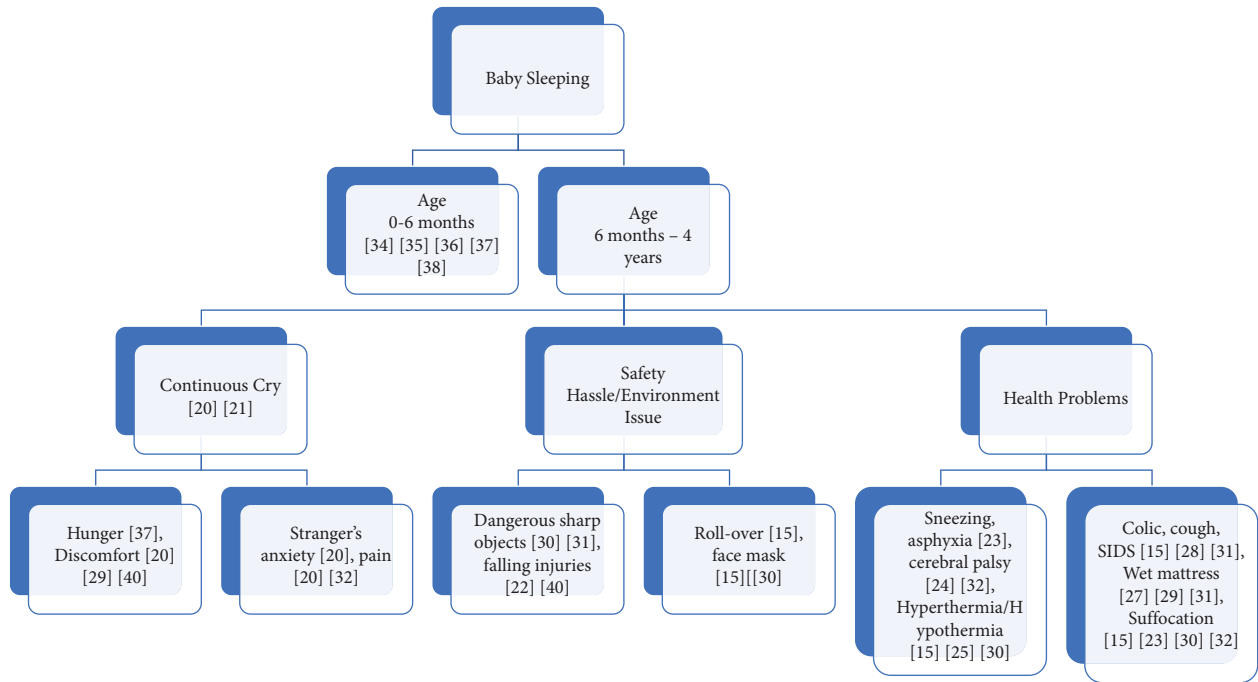 Baby Sleeping
Age
0-6 months
[34] [35] [36] [37]
[38]
Age
6 months – 4
years
Continuous Cry
[20] [21]
Safety
Hassle/Environment
Issue
Health Problems
Hunger [37],
Discomfort [20]
[29] [40]
Stranger's
anxiety [20], pain
[20] [32]
Dangerous sharp
objects [30] [31],
falling injuries
[22] [40]
Roll-over [15],
face mask
[15][[30]
Sneezing,
asphyxia [23],
cerebral palsy
[24] [32],
Hyperthermia/H
ypothermia
[15] [25] [30]
Colic, cough,
SIDS [15] [28] [31],
Wet mattress
[27] [29] [31],
Suffocation
[15] [23] [30] [32]